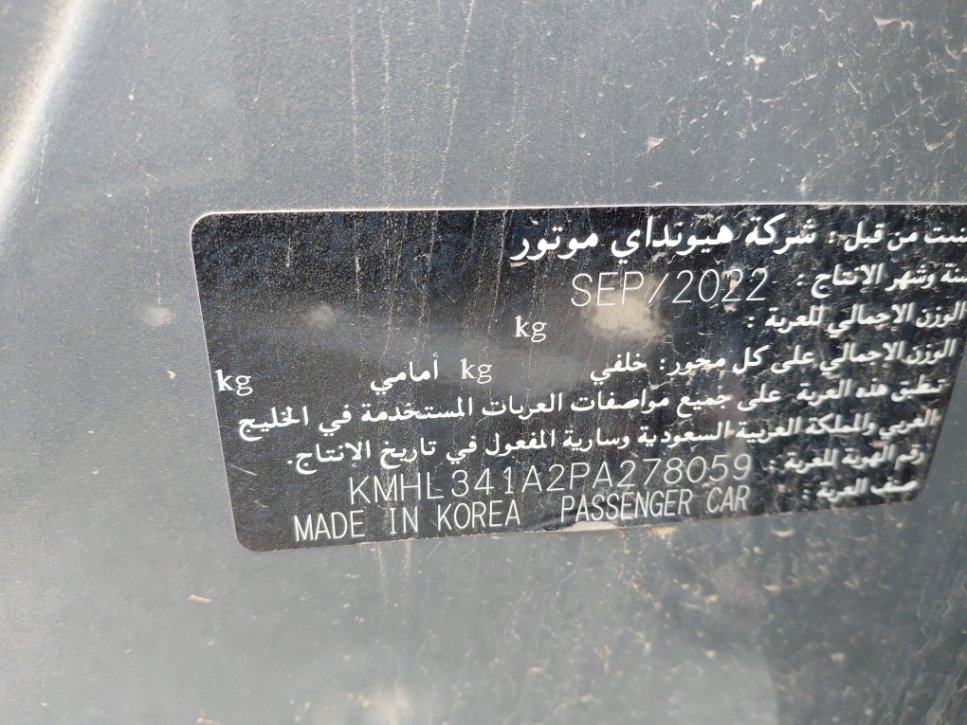 من قبل: شركة هيونداي موتور
وشهر الإنتاج: SEP/2022
الوزن الإجمالي للعربة: kg
الوزن الإجمالي على كل محور: خلفي kg أمامي kg
تنطبق هذه العربة على جميع مواصفات العربات المستخدمة في الخليج
العربي والمملكة العربية السعودية وسارية المفعول في تاريخ الإنتاج.
رقم الهوية للعربة: KMHL341A2PA278059
صنف العربة: PASSENGER CAR MADE IN KOREA